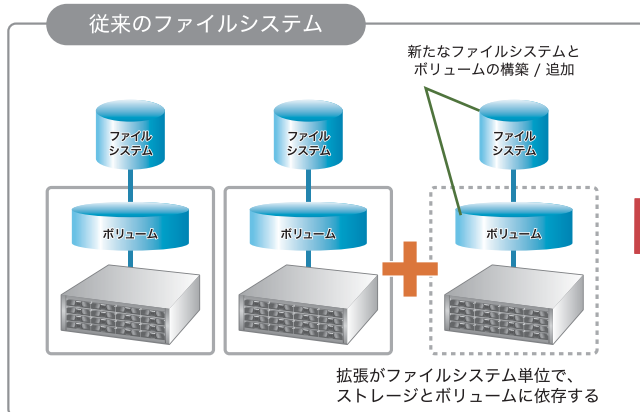 従来のファイルシステム
新たなファイルシステムと
ボリュームの構築 / 追加
ファイル
システム
ファイル
システム
ファイル
システム
ボリューム
ボリューム
ボリューム
拡張がファイルシステム単位で、
ストレージとボリュームに依存する